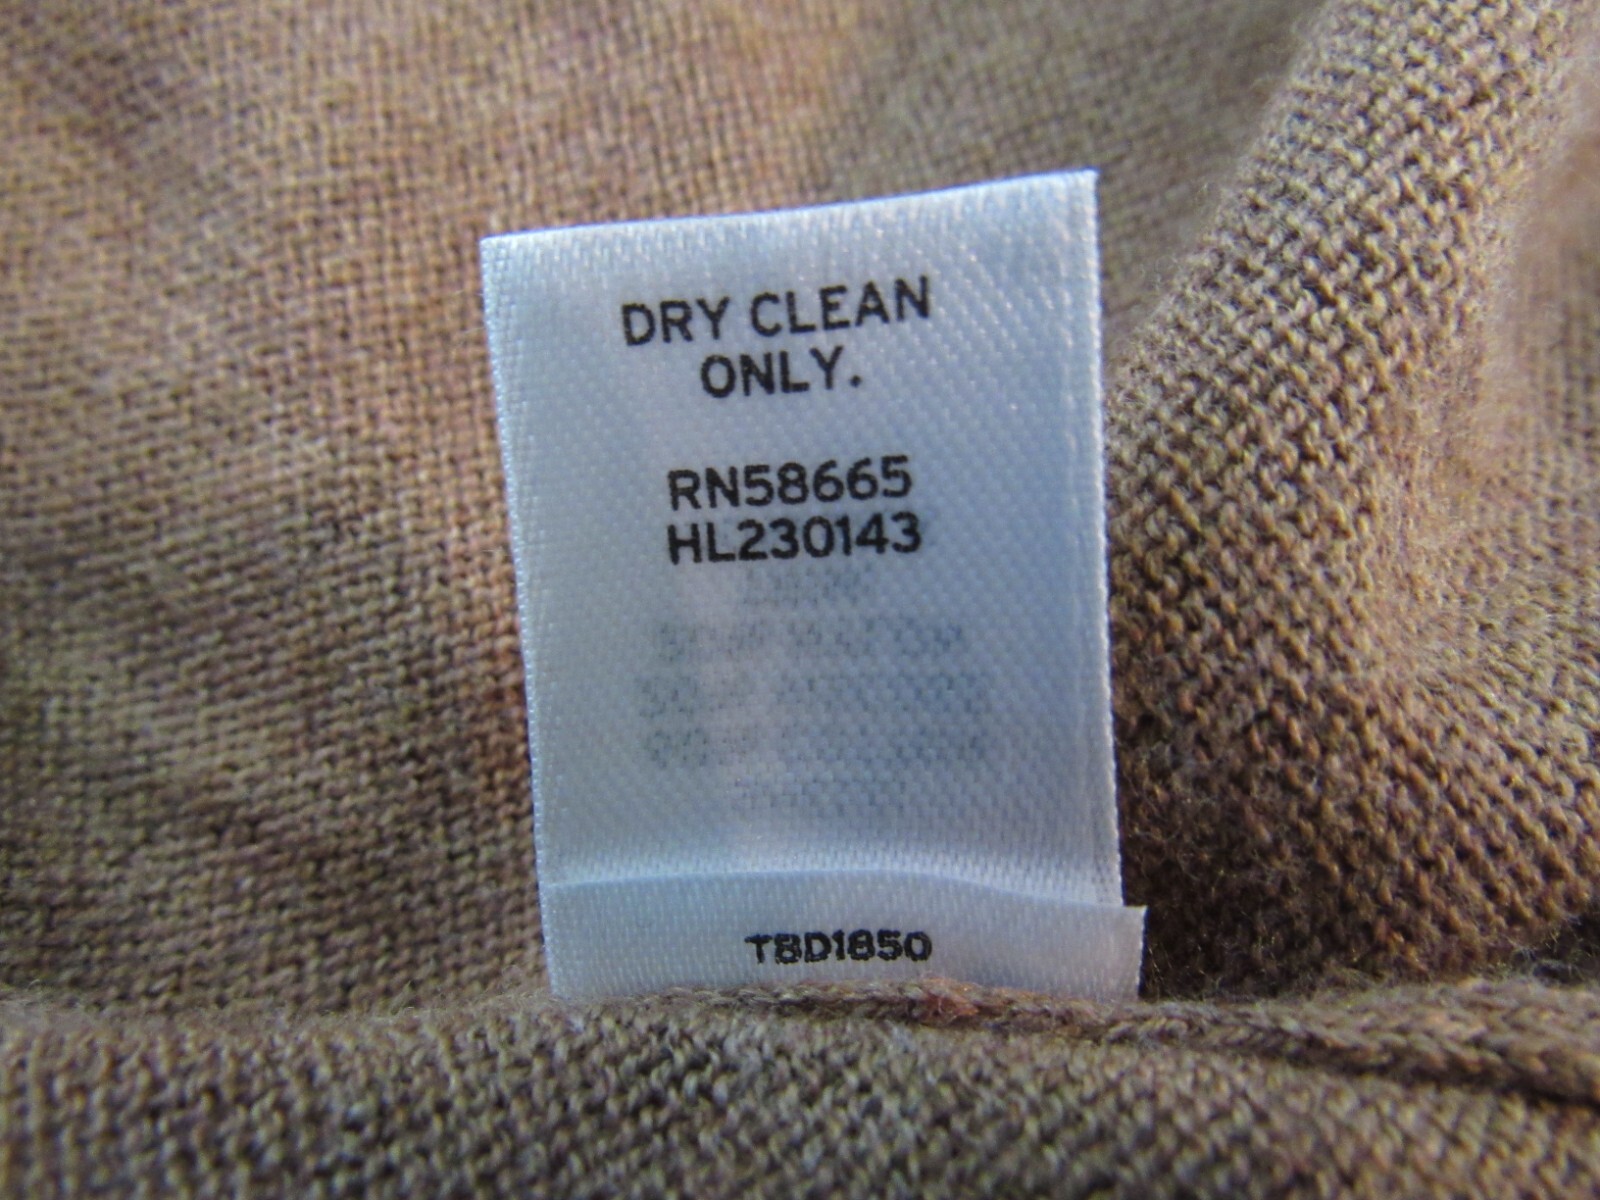 DRY CLEAN
ONLY.
RN58665
HL230143
TBD1850